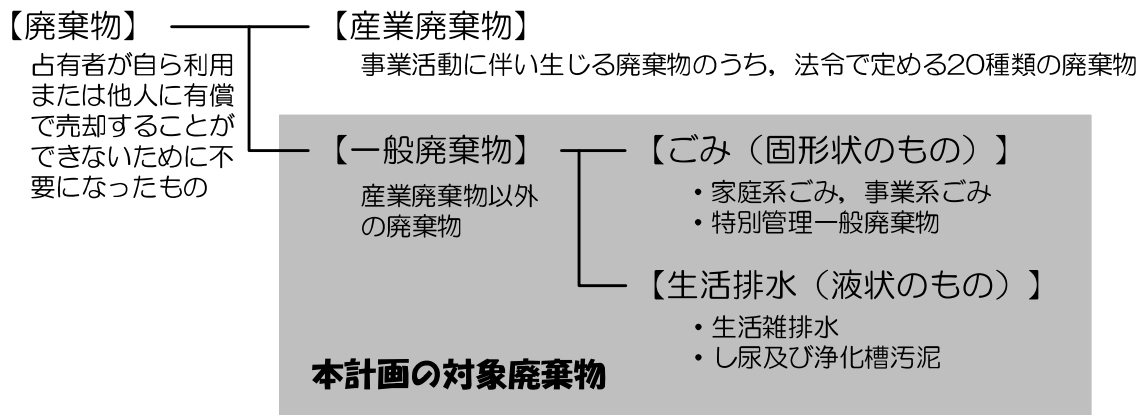 【廃棄物】
占有者が自ら利用
または他人に有償
で売却することが
できないために不
要になったもの
【産業廃棄物】
事業活動に伴い生じる廃棄物のうち，法令で定める20種類の廃棄物
【一般廃棄物】
産業廃棄物以外
の廃棄物
【ごみ（固形状のもの）】
・家庭系ごみ，事業系ごみ
・特別管理一般廃棄物
【生活排水（液状のもの）】
・生活雑排水
・し尿及び浄化槽汚泥
本計画の対象廃棄物